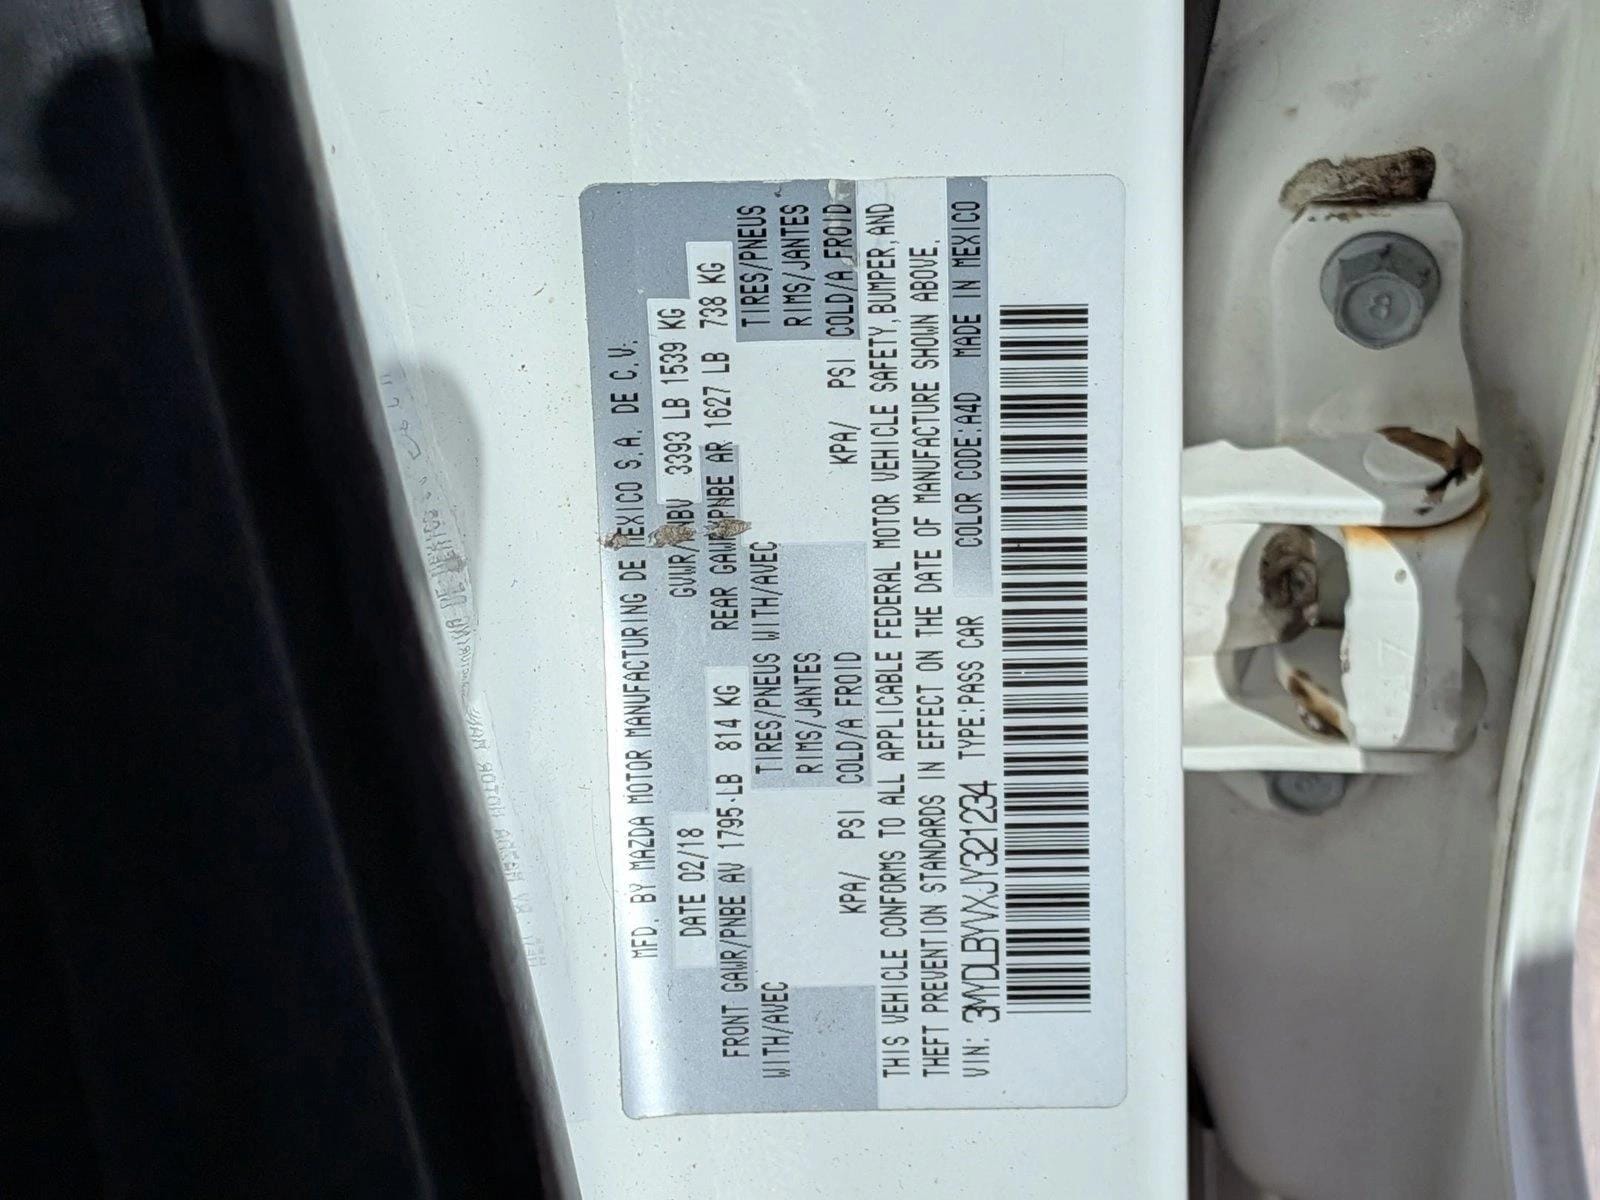 MFD. BY MAZDA MOTOR MANUFACTURING DE MEXICO S.A. DE C.V.
DATE 02/18 GVWR/PNBV 3393 LB 1539 KG
FRONT GAWR/PNBE AV 1795 LB 814 KG REAR GAWR/PNBE AR 1627 LB 738 KG
WITH/AVEC TIRES/PNEUS WITH/AVEC TIRES/PNEUS
RIMS/JANTES RIMS/JANTES
KPA/ PSI COLD/A FROID KPA/ PSI COLD/A FROID
THIS VEHICLE CONFORMS TO ALL APPLICABLE FEDERAL MOTOR VEHICLE SAFETY, BUMPER, AND
THEFT PREVENTION STANDARDS IN EFFECT ON THE DATE OF MANUFACTURE SHOWN ABOVE.
VIN: 3MYDLBYVXJY321234 TYPE:PASS CAR COLOR CODE:A4D MADE IN MEXICO
8